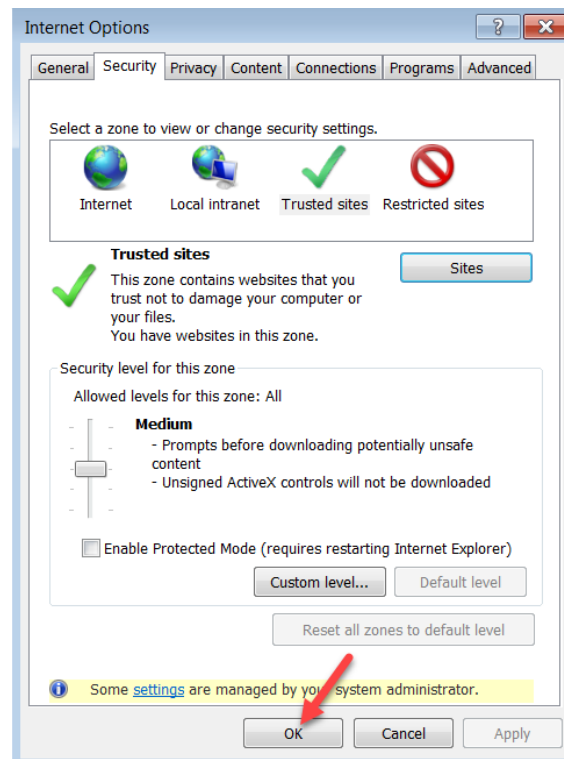 Internet Options
General Security Privacy Content Connections Programs Advanced
Select a zone to view or change security settings.
Internet Local intranet Trusted sites Restricted sites
Trusted sites
Sites
This zone contains websites that you
trust not to damage your computer or
your files.
You have websites in this zone.
Security level for this zone
Allowed levels for this zone: All
Medium
- Prompts before downloading potentially unsafe
content
- Unsigned ActiveX controls will not be downloaded
Enable Protected Mode (requires restarting Internet Explorer)
Custom level... Default level
Reset all zones to default level
Some settings are managed by your system administrator.
OK Cancel Apply